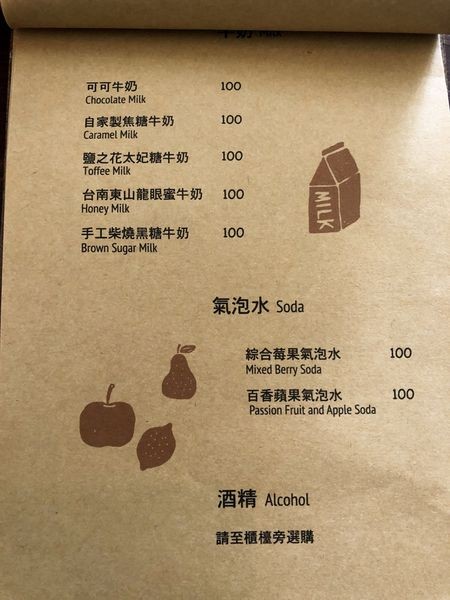 牛奶 Milk
可可牛奶 100
Chocolate Milk
自家製焦糖牛奶 100
Caramel Milk
鹽之花太妃糖牛奶 100
Toffee Milk
台南東山龍眼蜜牛奶 100
Honey Milk
手工柴燒黑糖牛奶 100
Brown Sugar Milk
MILK
氣泡水 Soda
綜合莓果氣泡水 100
Mixed Berry Soda
百香蘋果氣泡水 100
Passion Fruit and Apple Soda
酒精 Alcohol
請至櫃檯旁選購